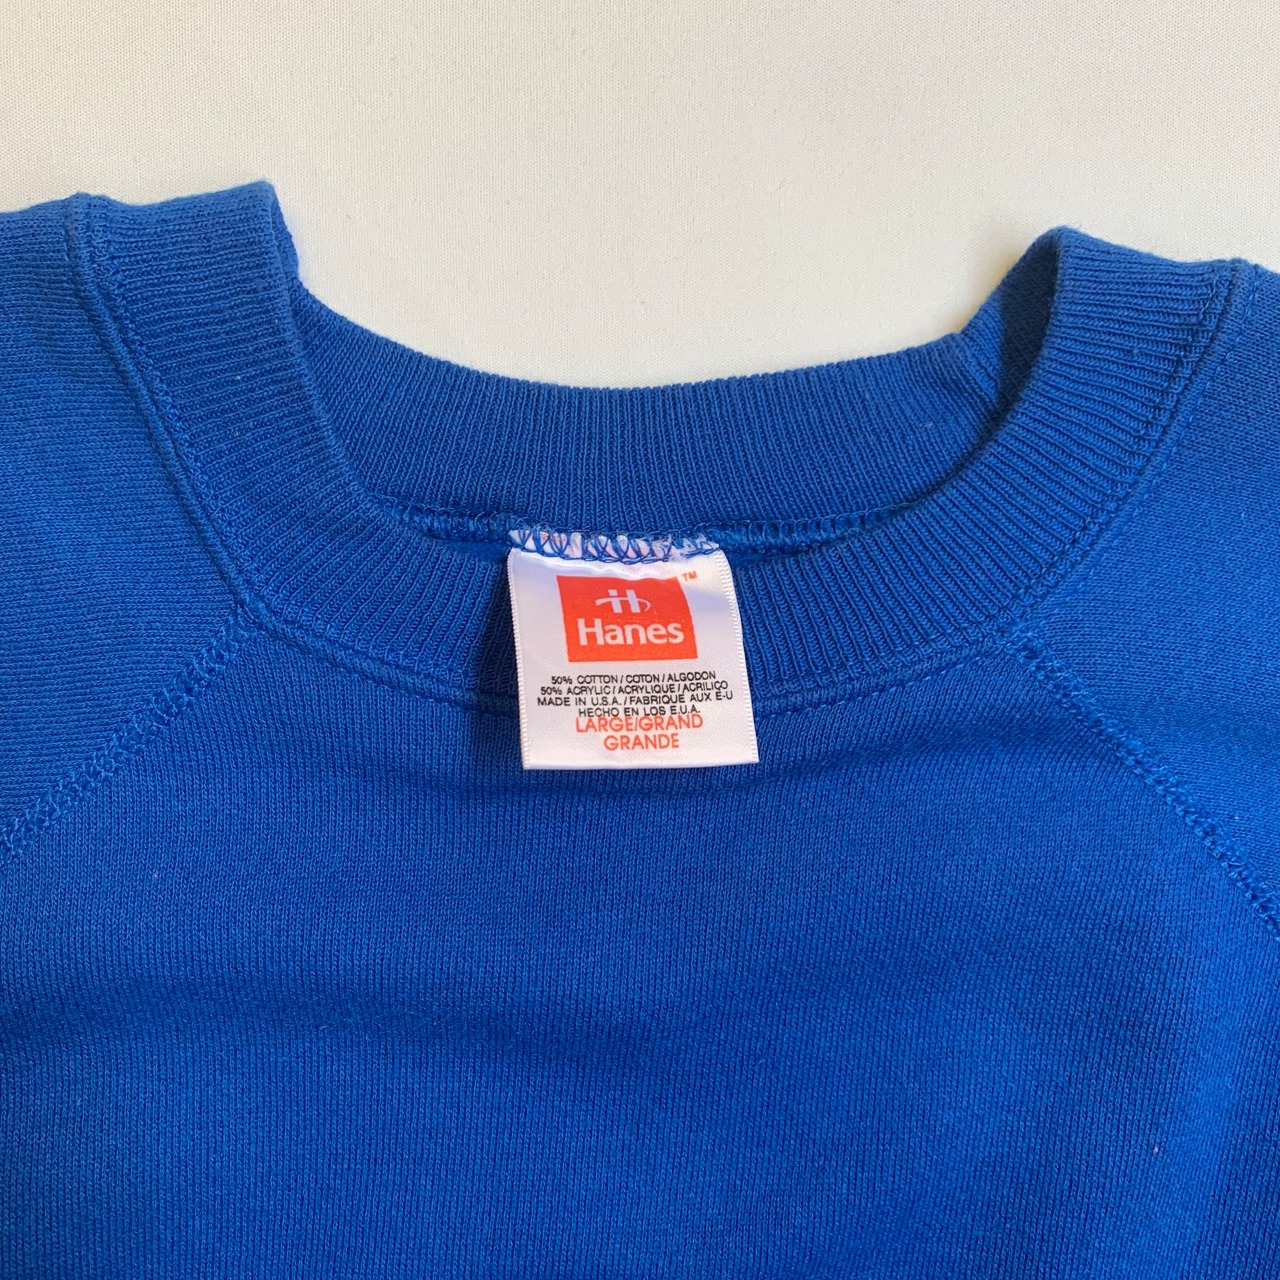 TM
Hanes
50% COTTON/COTON/ALGODON
50% ACRYLIC/ACRYLIQUE/ACRILICO
MADE IN U.S.A./FABRIQUE AUX E-U
HECHO EN LOS E.U.A.
LARGE/GRAND
GRANDE